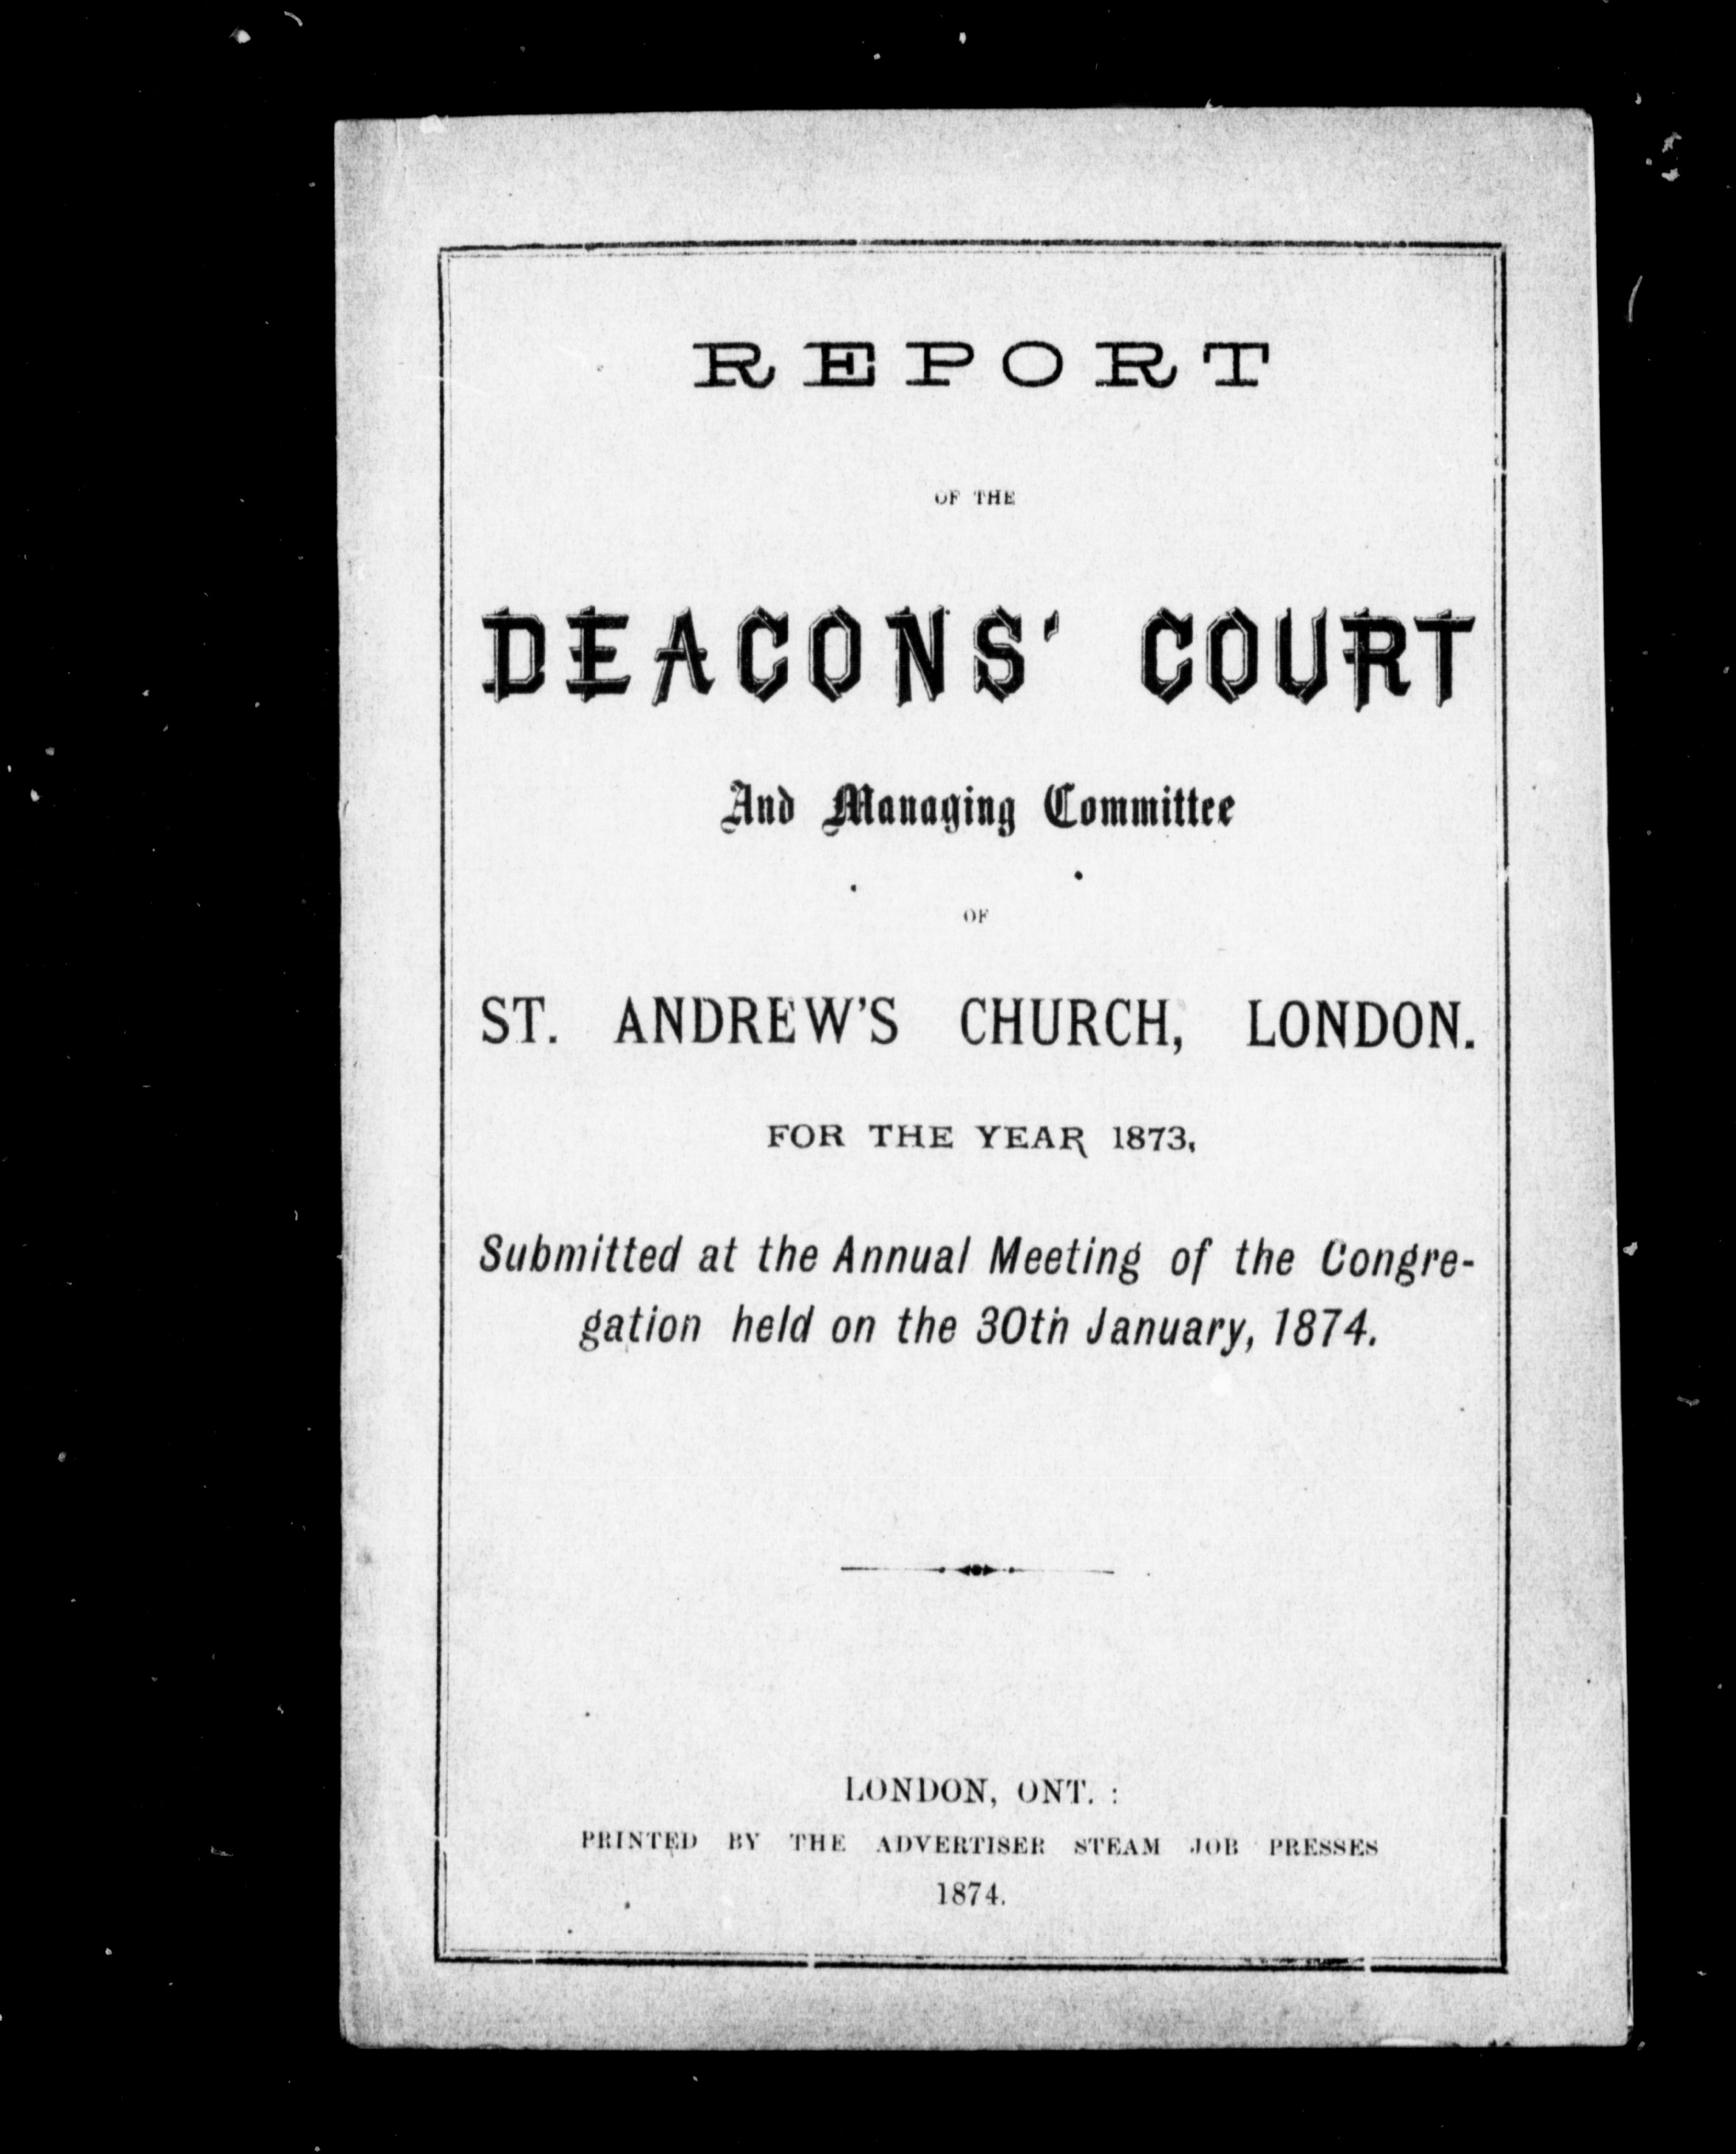 REPORT
OF THE
DEACONS' COURT
And Managing Committee
OF
ST. ANDREW'S CHURCH, LONDON.
FOR THE YEAR 1873,
Submitted at the Annual Meeting of the Congre-
gation held on the 30th January, 1874.
LONDON, ONT. :
PRINTED BY THE ADVERTISER STEAM JOB PRESSES
1874.